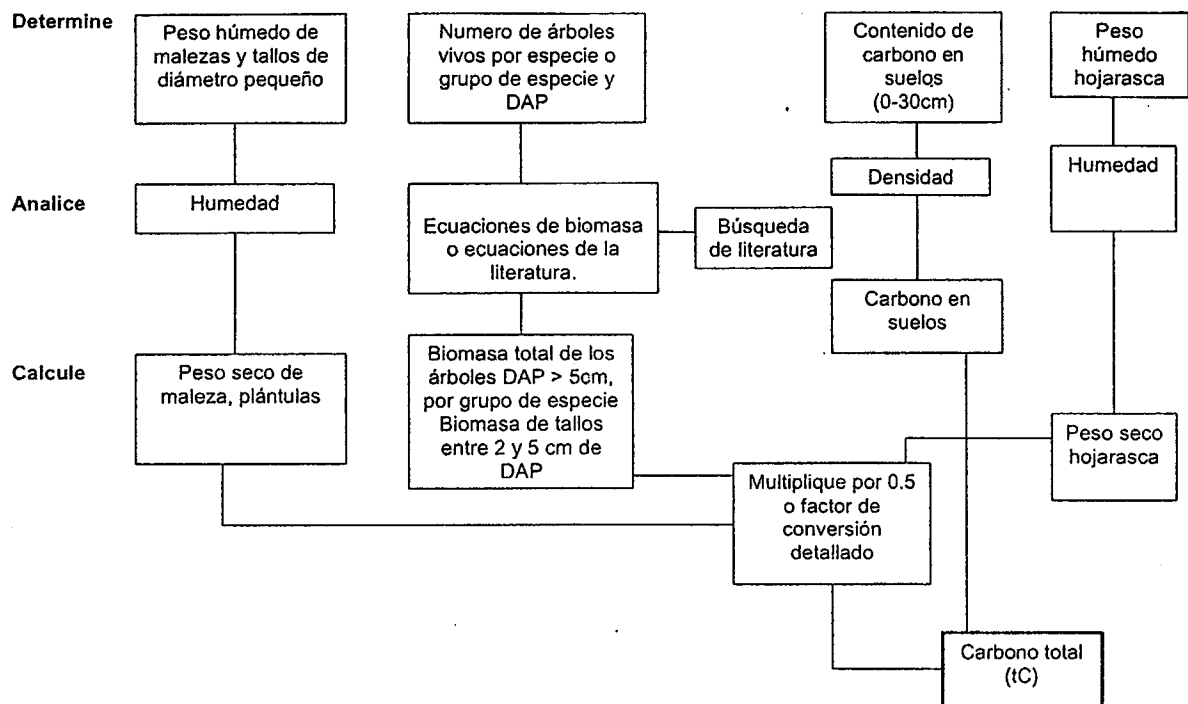 Determine
Peso húmedo de
malezas y tallos de
diámetro pequeño
Numero de árboles
vivos por especie o
grupo de especie y
DAP
Contenido de
carbono en
suelos
(0-30cm)
Peso
húmedo
hojarasca
Analice
Humedad
Ecuaciones de biomasa
o ecuaciones de la
literatura.
Búsqueda
de literatura
Densidad
Humedad
Carbono en
suelos
Calcule
Peso seco de
maleza, plántulas
Biomasa total de los
árboles DAP > 5cm,
por grupo de especie
Biomasa de tallos
entre 2 y 5 cm de
DAP
Peso seco
hojarasca
Multiplique por 0.5
o factor de
conversión
detallado
Carbono total
(tC)